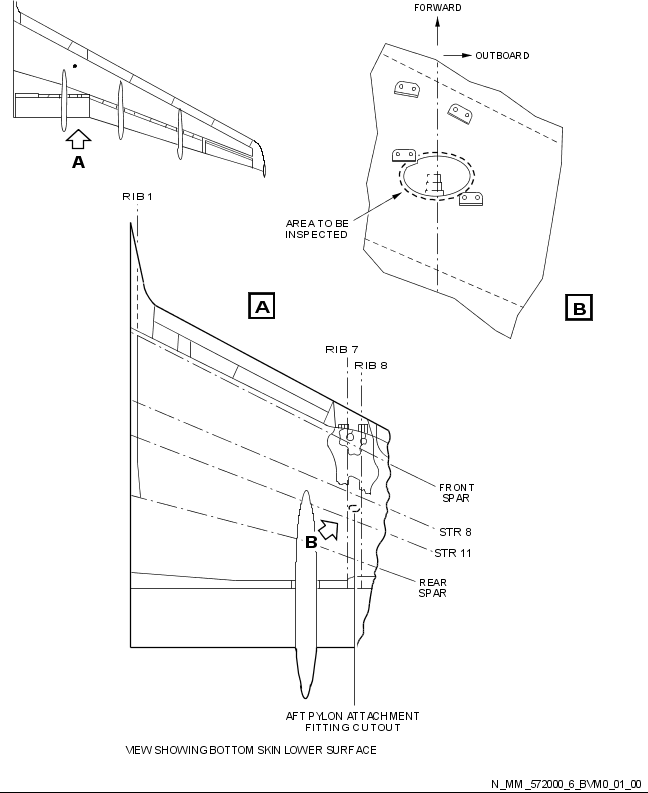 FORWARD
OUTBOARD
A
RIB 1
AREA TO BE
INSPECTED
A
B
RIB 7
RIB 8
FRONT
SPAR
STR 8
B
STR 11
REAR
SPAR
AFT PYLON ATTACHMENT
FITTING CUTOUT
VIEW SHOWING BOTTOM SKIN LOWER SURFACE
N_MM_572000_6_BVM0_01_00